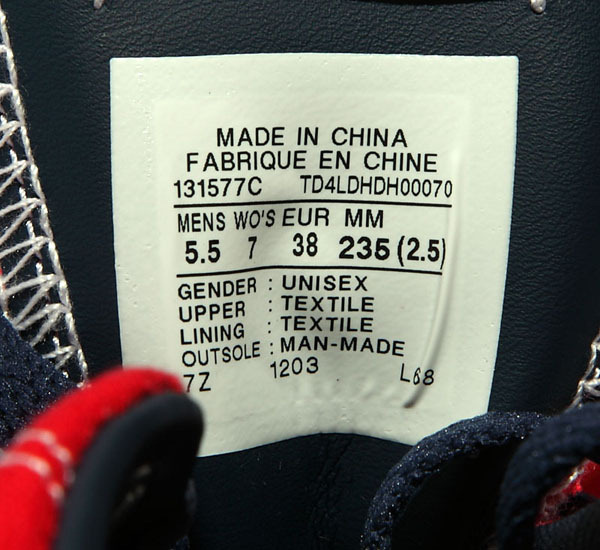 MADE IN CHINA
FABRIQUE EN CHINE
131577C TD4LDHDH00070
MENS WO'S EUR MM
5.5 7 38 235 (2.5)
GENDER : UNISEX
UPPER : TEXTILE
LINING : TEXTILE
OUTSOLE : MAN-MADE
7Z 1203 L68